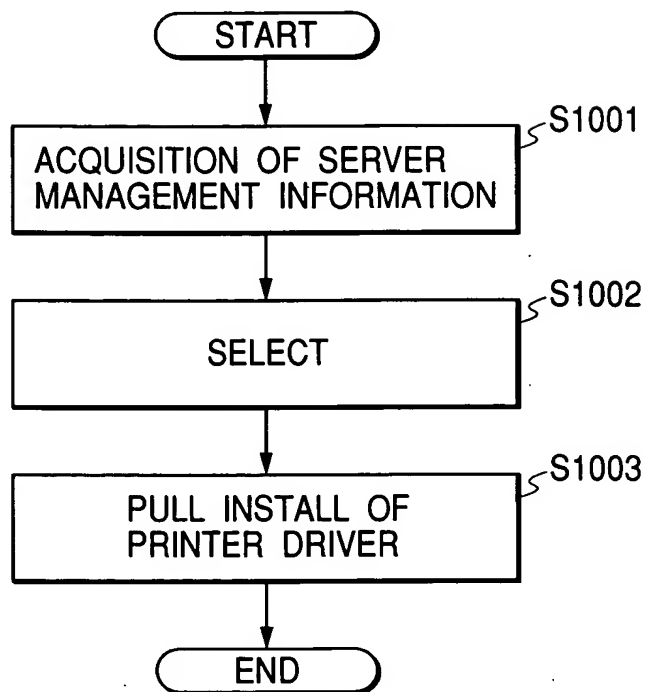 START
S1001
ACQUISITION OF SERVER
MANAGEMENT INFORMATION
S1002
SELECT
S1003
PULL INSTALL OF
PRINTER DRIVER
END